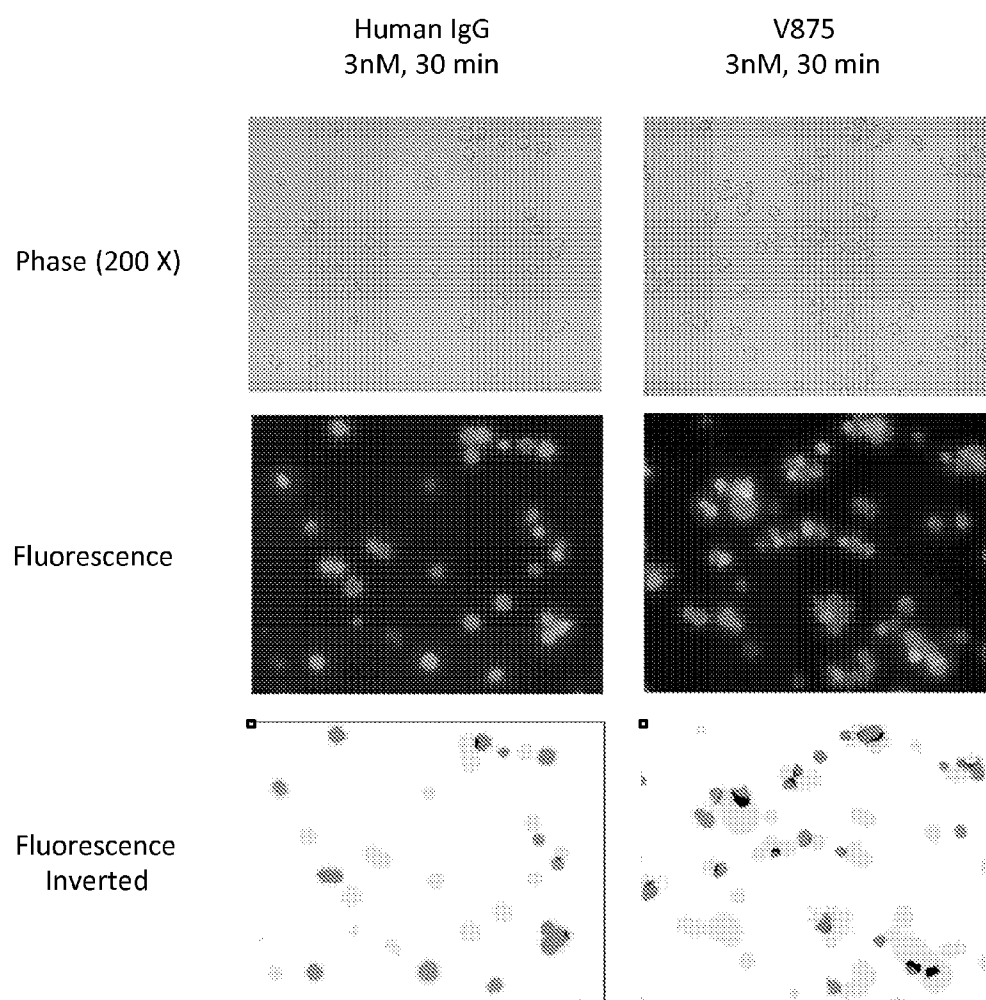 Human IgG
3nM, 30 min
V875
3nM, 30 min
Phase (200 X)
Fluorescence
Fluorescence
Inverted